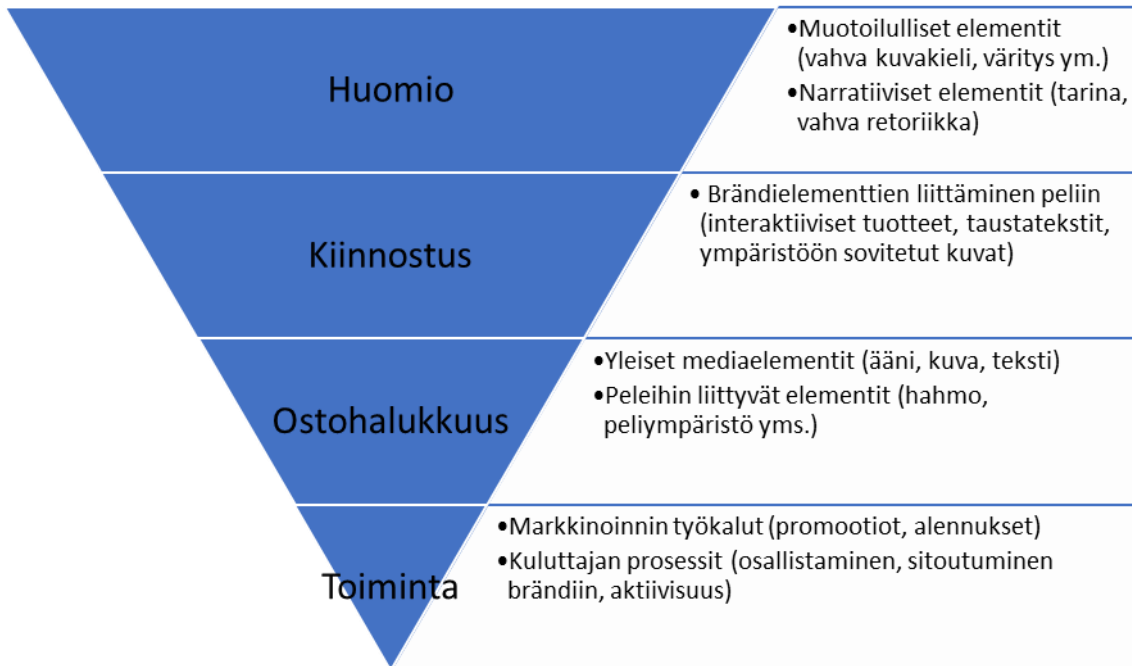 Huomio
•Muotoilulliset elementit
(vahva kuvakieli, väritys ym.)
•Narratiiviset elementit (tarina,
vahva retoriikka)
Kiinnostus
• Brändielementtien liittäminen peliin
(interaktiiviset tuotteet, taustatekstit,
ympäristöön sovitetut kuvat)
Ostohalukkuus
•Yleiset mediaelementit (ääni, kuva, teksti)
•Peleihin liittyvät elementit (hahmo,
peliympäristö yms.)
Toiminta
•Markkinoinnin työkalut (promootiot, alennukset)
•Kuluttajan prosessit (osallistaminen, sitoutuminen
brändiin, aktiivisuus)